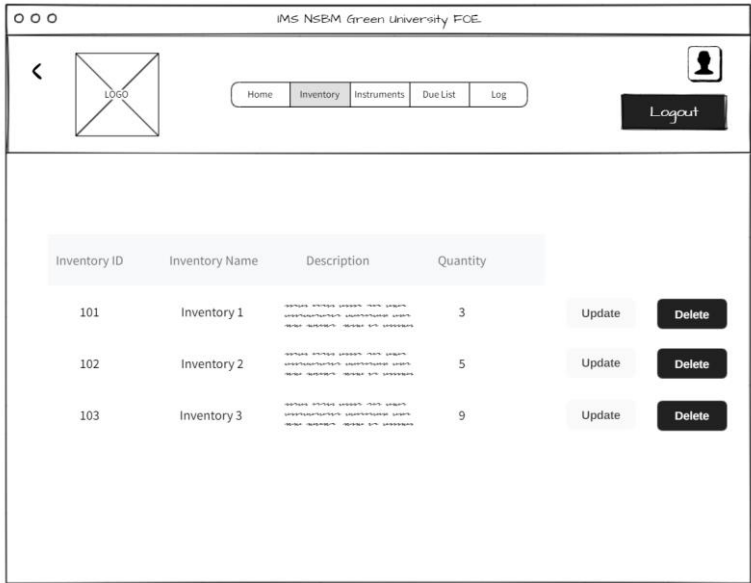 IMS NSBM Green University FOE
LOGO
Home Inventory Instruments Due List Log
Logout
Inventory ID Inventory Name Description Quantity
101 Inventory 1 3 Update Delete
102 Inventory 2 5 Update Delete
103 Inventory 3 9 Update Delete